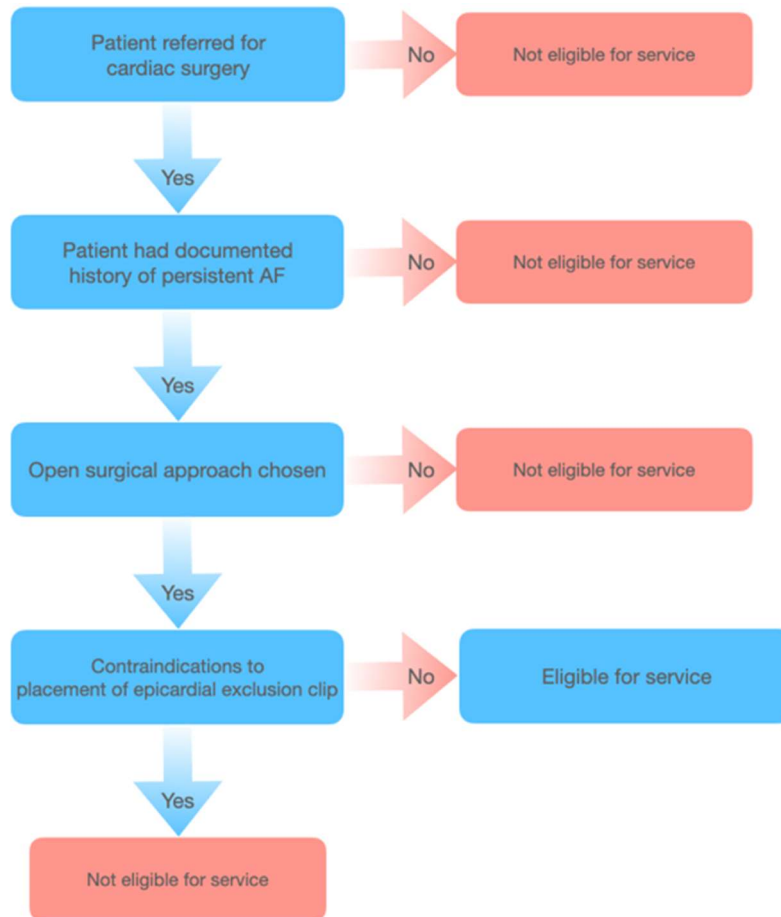 Patient referred for
cardiac surgery
No
Not eligible for service
Yes
Patient had documented
history of persistent AF
No
Not eligible for service
Yes
Open surgical approach chosen
No
Not eligible for service
Yes
Contraindications to
placement of epicardial exclusion clip
No
Eligible for service
Yes
Not eligible for service